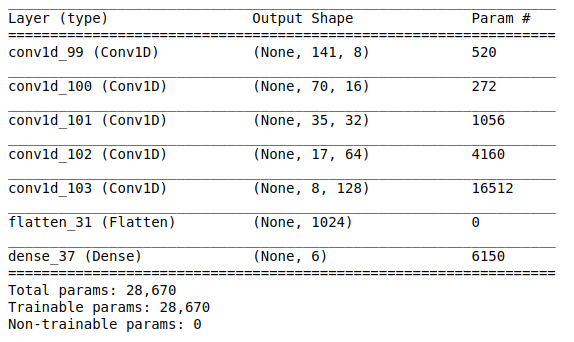 Layer (type) Output Shape Param #
conv1d_99 (Conv1D) (None, 141, 8) 520
conv1d_100 (Conv1D) (None, 70, 16) 272
conv1d_101 (Conv1D) (None, 35, 32) 1056
conv1d_102 (Conv1D) (None, 17, 64) 4160
conv1d_103 (Conv1D) (None, 8, 128) 16512
flatten_31 (Flatten) (None, 1024) 0
dense_37 (Dense) (None, 6) 6150
Total params: 28,670
Trainable params: 28,670
Non-trainable params: 0